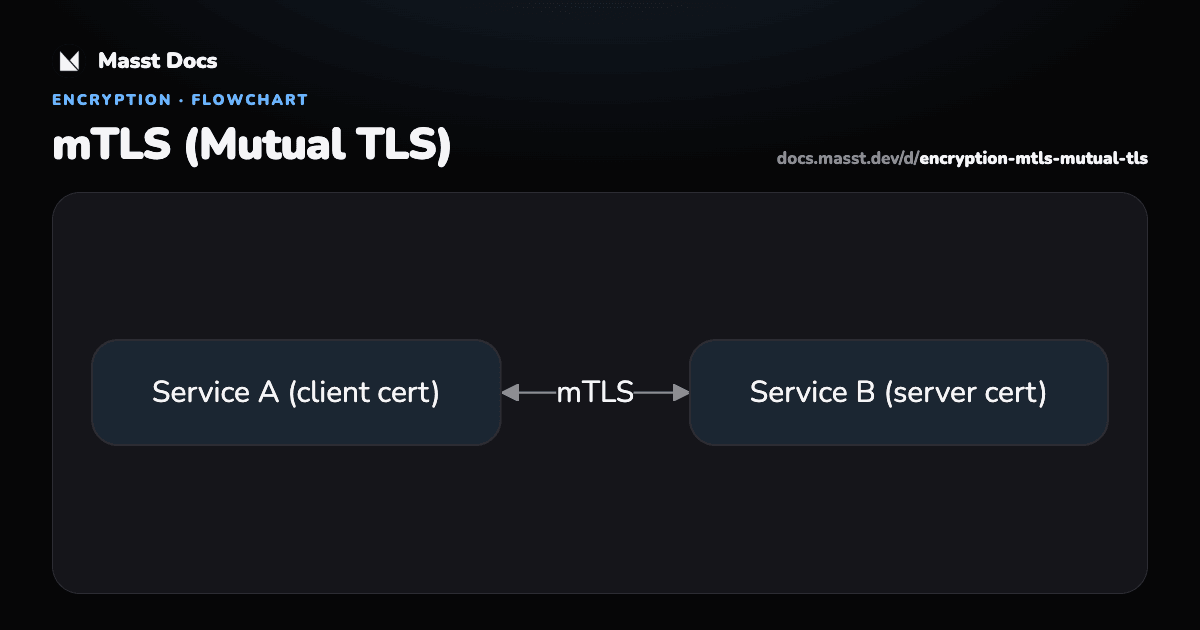 Masst Docs
ENCRYPTION · FLOWCHART
mTLS (Mutual TLS)
docs.masst.dev/d/encryption-mtls-mutual-tls
Service A (client cert)
mTLS
Service B (server cert)